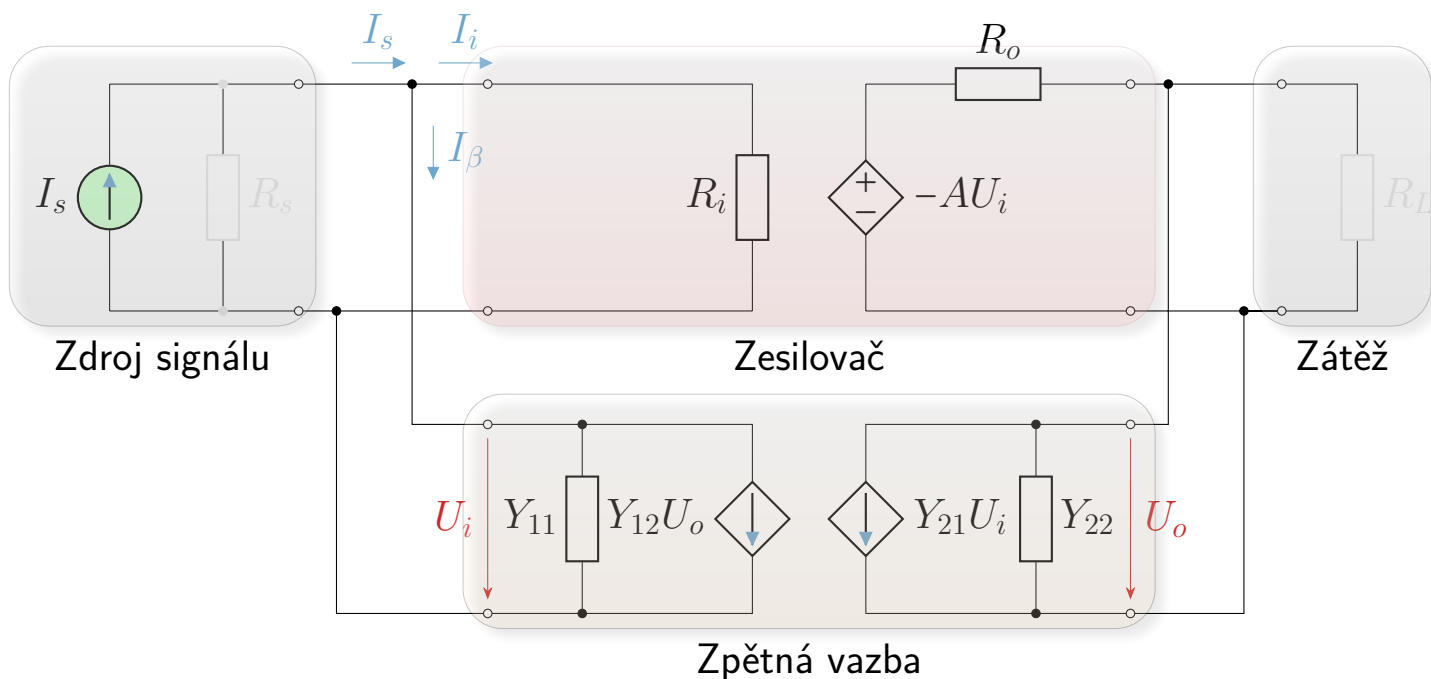 I_s I_i
R_o
I_β
I_s R_s R_i + − −AU_i R_L
Zdroj signálu Zesilovač Zátěž
U_i Y_11 Y_12U_o Y_21U_i Y_22 U_o
Zpětná vazba